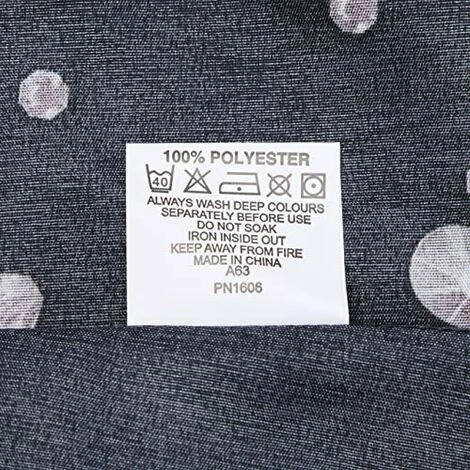 100% POLYESTER
40
ALWAYS WASH DEEP COLOURS
SEPARATELY BEFORE USE
DO NOT SOAK
IRON INSIDE OUT
KEEP AWAY FROM FIRE
MADE IN CHINA
A63
PN1606